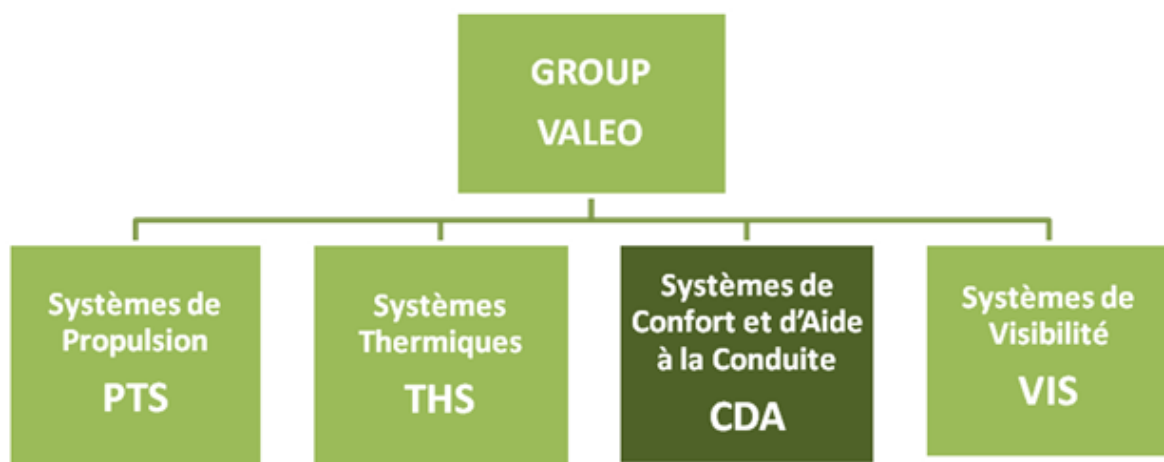 GROUP
VALEO
Systèmes de
Propulsion
PTS
Systèmes
Thermiques
THS
Systèmes de
Confort et d'Aide
à la Conduite
CDA
Systèmes de
Visibilité
VIS